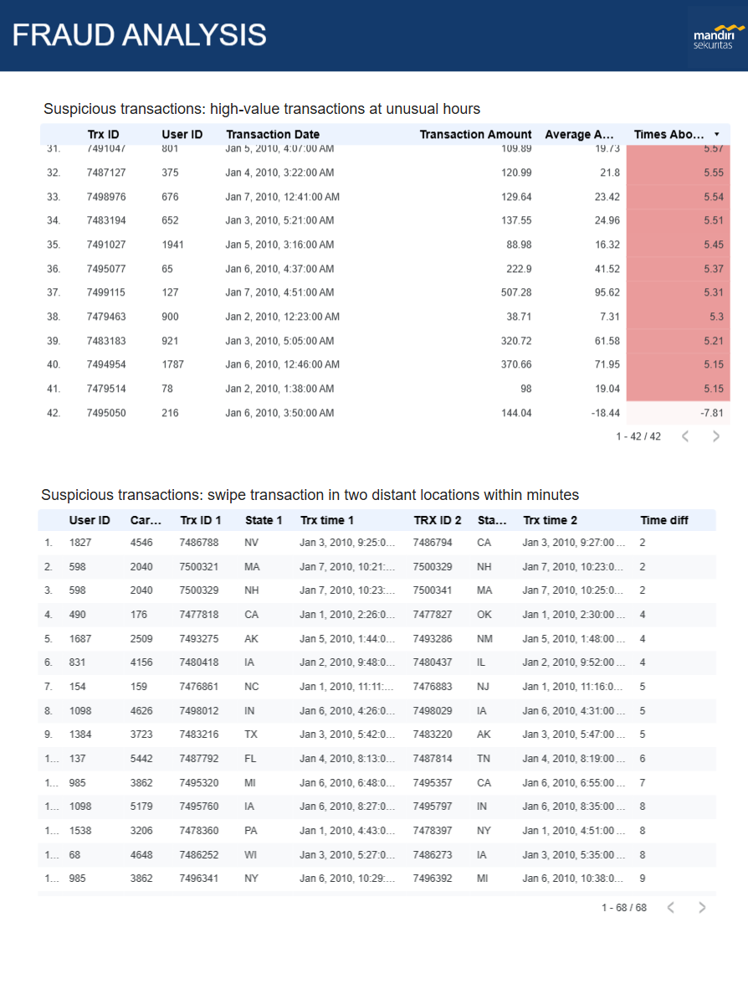 FRAUD ANALYSIS
mandiri
sekuritas
Suspicious transactions: high-value transactions at unusual hours
Trx ID User ID Transaction Date Transaction Amount Average A... Times Abo...
31. 7491047 801 Jan 5, 2010, 4:07:00 AM 109.89 19.73 5.57
32. 7487127 375 Jan 4, 2010, 3:22:00 AM 120.99 21.8 5.55
33. 7498976 676 Jan 7, 2010, 12:41:00 AM 129.64 23.42 5.54
34. 7483194 652 Jan 3, 2010, 5:21:00 AM 137.55 24.96 5.51
35. 7491027 1941 Jan 5, 2010, 3:16:00 AM 88.98 16.32 5.45
36. 7495077 65 Jan 6, 2010, 4:37:00 AM 222.9 41.52 5.37
37. 7499115 127 Jan 7, 2010, 4:51:00 AM 507.28 95.62 5.31
38. 7479463 900 Jan 2, 2010, 12:23:00 AM 38.71 7.31 5.3
39. 7483183 921 Jan 3, 2010, 5:05:00 AM 320.72 61.58 5.21
40. 7494954 1787 Jan 6, 2010, 12:46:00 AM 370.66 71.95 5.15
41. 7479514 78 Jan 2, 2010, 1:38:00 AM 98 19.04 5.15
42. 7495050 216 Jan 6, 2010, 3:50:00 AM 144.04 -18.44 -7.81
1 - 42 / 42
Suspicious transactions: swipe transaction in two distant locations within minutes
User ID Car... Trx ID 1 State 1 Trx time 1 TRX ID 2 Sta... Trx time 2 Time diff
1. 1827 4546 7486788 NV Jan 3, 2010, 9:25:0... 7486794 CA Jan 3, 2010, 9:27:00 ... 2
2. 598 2040 7500321 MA Jan 7, 2010, 10:21:... 7500329 NH Jan 7, 2010, 10:23:0... 2
3. 598 2040 7500329 NH Jan 7, 2010, 10:23:... 7500341 MA Jan 7, 2010, 10:25:0... 2
4. 490 176 7477818 CA Jan 1, 2010, 2:26:0... 7477827 OK Jan 1, 2010, 2:30:00 ... 4
5. 1687 2509 7493275 AK Jan 5, 2010, 1:44:0... 7493286 NM Jan 5, 2010, 1:48:00 ... 4
6. 831 4156 7480418 IA Jan 2, 2010, 9:48:0... 7480437 IL Jan 2, 2010, 9:52:00 ... 4
7. 154 159 7476861 NC Jan 1, 2010, 11:11:... 7476883 NJ Jan 1, 2010, 11:16:0... 5
8. 1098 4626 7498012 IN Jan 6, 2010, 4:26:0... 7498029 IA Jan 6, 2010, 4:31:00 ... 5
9. 1384 3723 7483216 TX Jan 3, 2010, 5:42:0... 7483220 AK Jan 3, 2010, 5:47:00 ... 5
1... 137 5442 7487792 FL Jan 4, 2010, 8:13:0... 7487814 TN Jan 4, 2010, 8:19:00 ... 6
1... 985 3862 7495320 MI Jan 6, 2010, 6:48:0... 7495357 CA Jan 6, 2010, 6:55:00 ... 7
1... 1098 5179 7495760 IA Jan 6, 2010, 8:27:0... 7495797 IN Jan 6, 2010, 8:35:00 ... 8
1... 1538 3206 7478360 PA Jan 1, 2010, 4:43:0... 7478397 NY Jan 1, 2010, 4:51:00 ... 8
1... 68 4648 7486252 WI Jan 3, 2010, 5:27:0... 7486273 IA Jan 3, 2010, 5:35:00 ... 8
1... 985 3862 7496341 NY Jan 6, 2010, 10:29:... 7496392 MI Jan 6, 2010, 10:38:0... 9
1 - 68 / 68